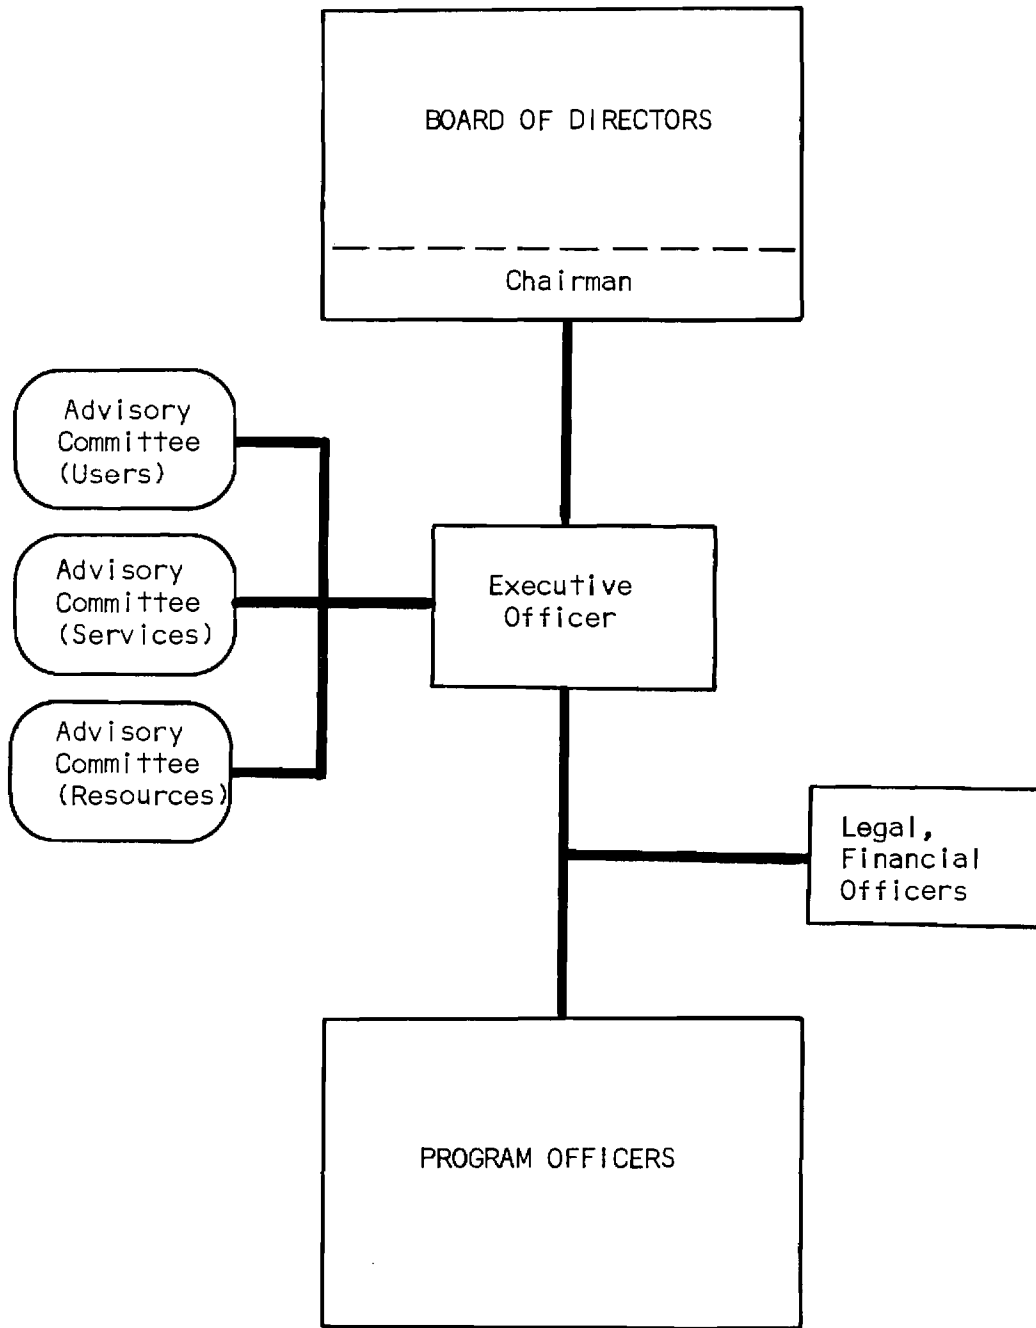 BOARD OF DIRECTORS
Chairman
Advisory
Committee
(Users)
Advisory
Committee
(Services)
Advisory
Committee
(Resources)
Executive
Officer
Legal,
Financial
Officers
PROGRAM OFFICERS